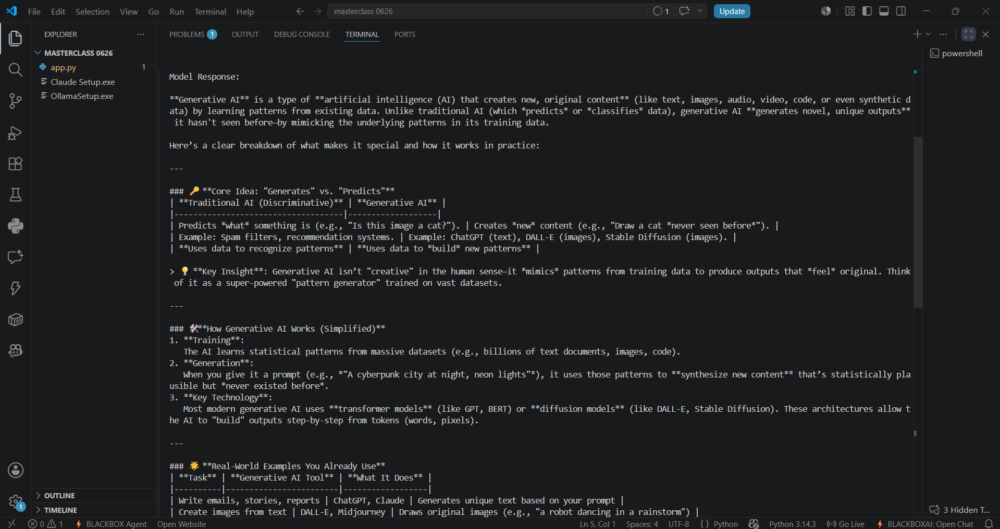 File Edit Selection View Go Run Terminal Help
masterclass 0626
1
Update
EXPLORER
MASTERCLASS 0626
app.py 1
Claude Setup.exe
OllamaSetup.exe
OUTLINE
TIMELINE
PROBLEMS 1 OUTPUT DEBUG CONSOLE TERMINAL PORTS
powershell
Model Response:
**Generative AI** is a type of **artificial intelligence (AI) that creates new, original content** (like text, images, audio, video, code, or even synthetic d
ata) by learning patterns from existing data. Unlike traditional AI (which *predicts* or *classifies* data), generative AI **generates novel, unique outputs**
it hasn't seen before—by mimicking the underlying patterns in its training data.
Here’s a clear breakdown of what makes it special and how it works in practice:
---
### 🔑 **Core Idea: "Generates" vs. "Predicts"**
| **Traditional AI (Discriminative)** | **Generative AI** |
|------------------------------------|-------------------|
| Predicts *what* something is (e.g., "Is this image a cat?"). | Creates *new* content (e.g., "Draw a cat *never seen before*"). |
| Example: Spam filters, recommendation systems. | Example: ChatGPT (text), DALL-E (images), Stable Diffusion (images). |
| **Uses data to recognize patterns** | **Uses data to *build* new patterns** |
> 💡 **Key Insight**: Generative AI isn’t "creative" in the human sense—it *mimics* patterns from training data to produce outputs that *feel* original. Think
of it as a super-powered "pattern generator" trained on vast datasets.
---
### 🛠️**How Generative AI Works (Simplified)**
1. **Training**:
The AI learns statistical patterns from massive datasets (e.g., billions of text documents, images, code).
2. **Generation**:
When you give it a prompt (e.g., *"A cyberpunk city at night, neon lights"*), it uses those patterns to **synthesize new content** that’s statistically pla
usible but *never existed before*.
3. **Key Technology**:
Most modern generative AI uses **transformer models** (like GPT, BERT) or **diffusion models** (like DALL-E, Stable Diffusion). These architectures allow t
he AI to "build" outputs step-by-step from tokens (words, pixels).
---
### 🌟 **Real-World Examples You Already Use**
| **Task** | **Generative AI Tool** | **What It Does** |
|----------|------------------------|------------------|
| Write emails, stories, reports | ChatGPT, Claude | Generates unique text based on your prompt |
| Create images from text | DALL-E, Midjourney | Draws original images (e.g., "a robot dancing in a rainstorm") |
3 Hidden T...
1
0 1 BLACKBOX Agent Open Website Ln 5, Col 1 Spaces: 4 UTF-8 { } Python Python 3.14.3 Go Live BLACKBOXAI: Open Chat